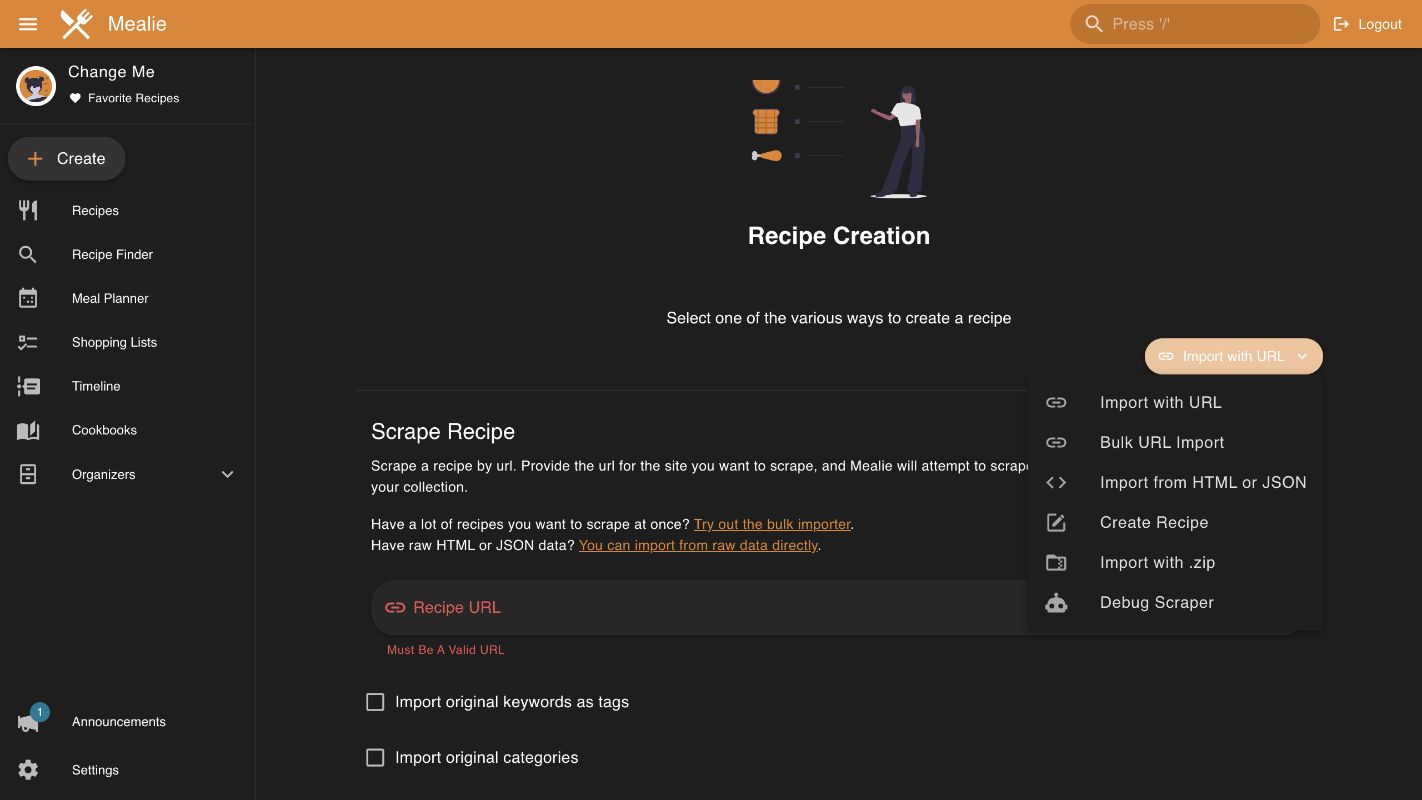 Mealie
Press '/'
Logout
Change Me
Favorite Recipes
Create
Recipes
Recipe Finder
Meal Planner
Shopping Lists
Timeline
Cookbooks
Organizers
1
Announcements
Settings
Recipe Creation
Select one of the various ways to create a recipe
Import with URL
Import with URL
Bulk URL Import
Import from HTML or JSON
Create Recipe
Import with .zip
Debug Scraper
Scrape Recipe
Scrape a recipe by url. Provide the url for the site you want to scrape, and Mealie will attempt to scrape
your collection.
Have a lot of recipes you want to scrape at once? Try out the bulk importer.
Have raw HTML or JSON data? You can import from raw data directly.
Recipe URL
Must Be A Valid URL
Import original keywords as tags
Import original categories